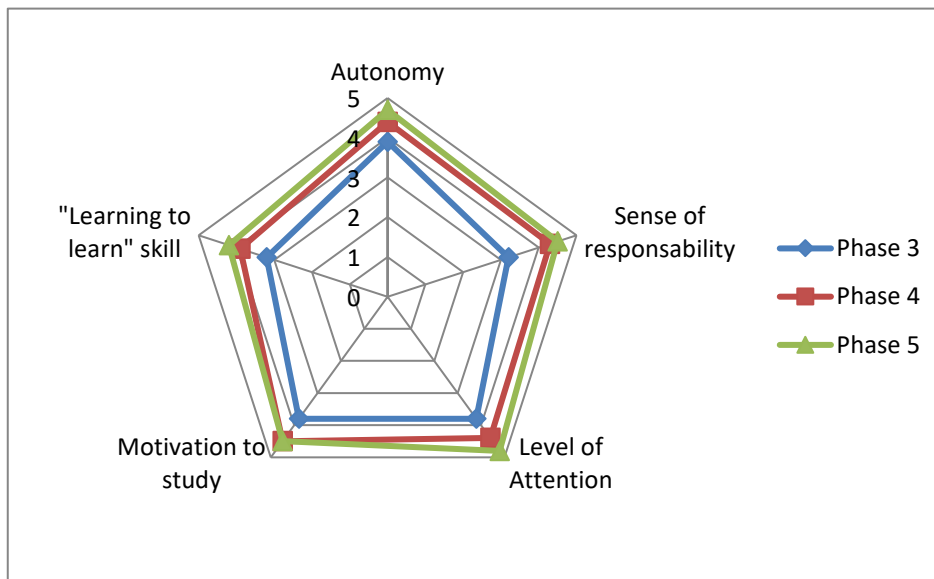 Autonomy
5
4
3
2
1
0
Sense of
responsability
Level of
Attention
Motivation to
study
"Learning to
learn" skill
Phase 3
Phase 4
Phase 5